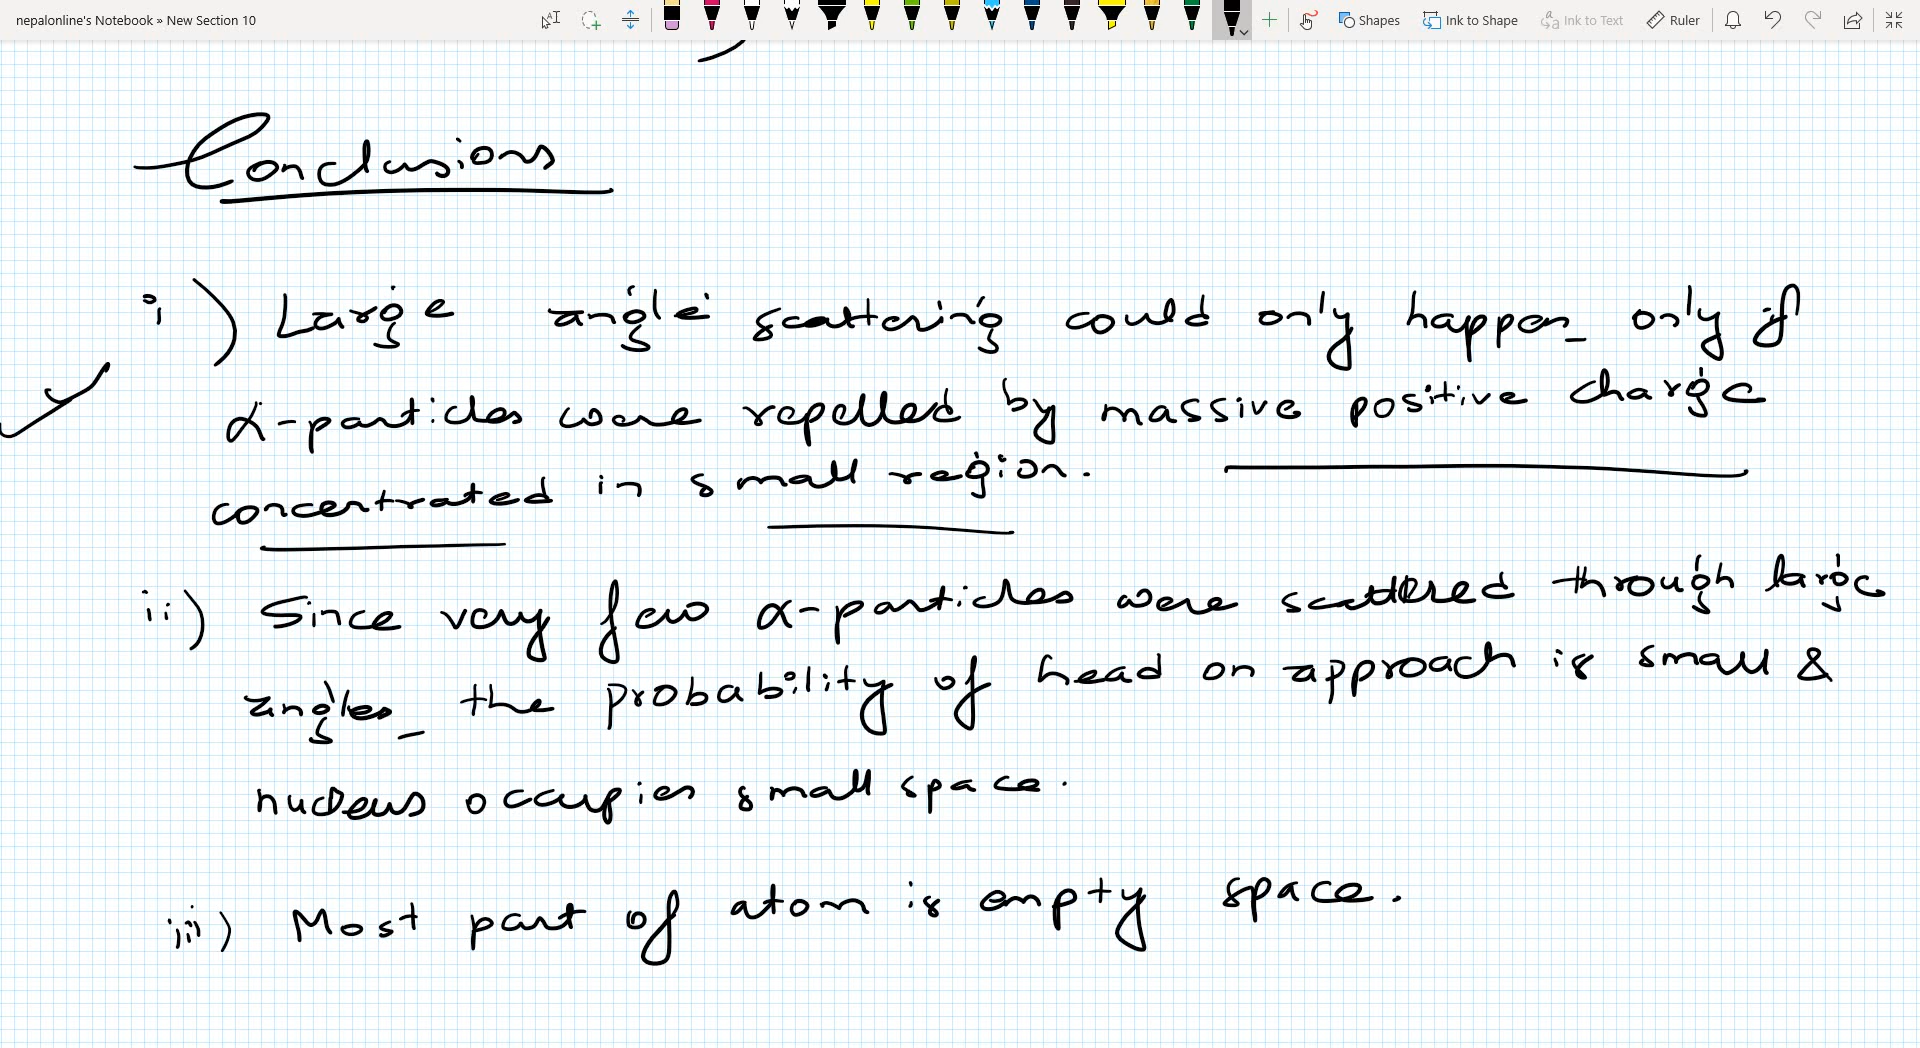 nepalonline's Notebook » New Section 10
Shapes Ink to Shape Ink to Text Ruler
Conclusions
i) Large angle scattering could only happen only if
α-particles were repelled by massive positive charge
concentrated in small region.
ii) Since very few α-particles were scattered through large
angles the probability of head on approach is small &
nucleus occupies small space.
iii) Most part of atom is empty space.